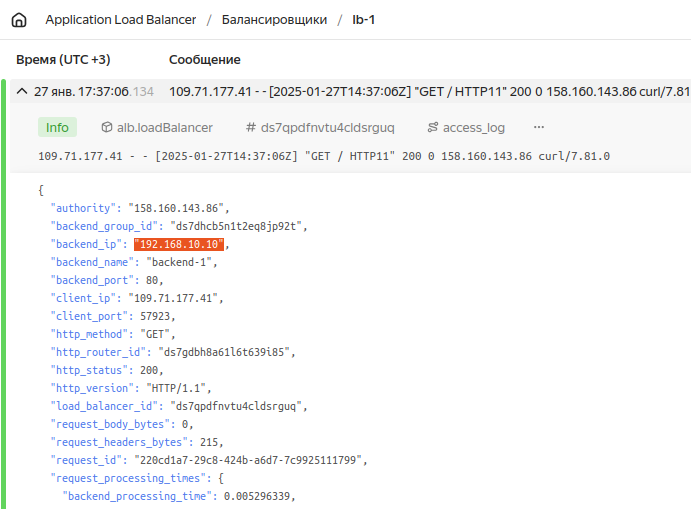 Application Load Balancer / Балансировщики / lb-1
Время (UTC +3) Сообщение
27 янв. 17:37:06.134 109.71.177.41 - - [2025-01-27T14:37:06Z] "GET / HTTP11" 200 0 158.160.143.86 curl/7.81
Info alb.loadBalancer # ds7qpdfnvtu4cldsrguq access_log ···
109.71.177.41 - - [2025-01-27T14:37:06Z] "GET / HTTP11" 200 0 158.160.143.86 curl/7.81.0
{
"authority": "158.160.143.86",
"backend_group_id": "ds7dhcb5n1t2eq8jp92t",
"backend_ip": "192.168.10.10",
"backend_name": "backend-1",
"backend_port": 80,
"client_ip": "109.71.177.41",
"client_port": 57923,
"http_method": "GET",
"http_router_id": "ds7gdbh8a61l6t639i85",
"http_status": 200,
"http_version": "HTTP/1.1",
"load_balancer_id": "ds7qpdfnvtu4cldsrguq",
"request_body_bytes": 0,
"request_headers_bytes": 215,
"request_id": "220cd1a7-29c8-424b-a6d7-7c9925111799",
"request_processing_times": {
"backend_processing_time": 0.005296339,